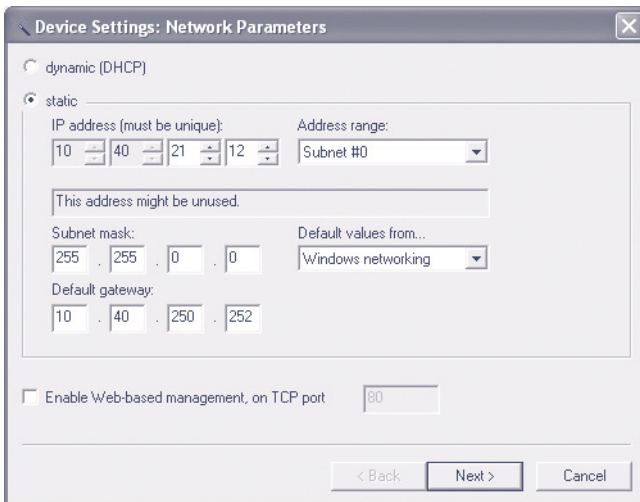 Device Settings: Network Parameters
dynamic (DHCP)
static
IP address (must be unique): Address range:
10 40 21 12 Subnet #0
This address might be unused.
Subnet mask: Default values from...
255 . 255 . 0 . 0 Windows networking
Default gateway:
10 . 40 . 250 . 252
Enable Web-based management, on TCP port 80
< Back Next > Cancel